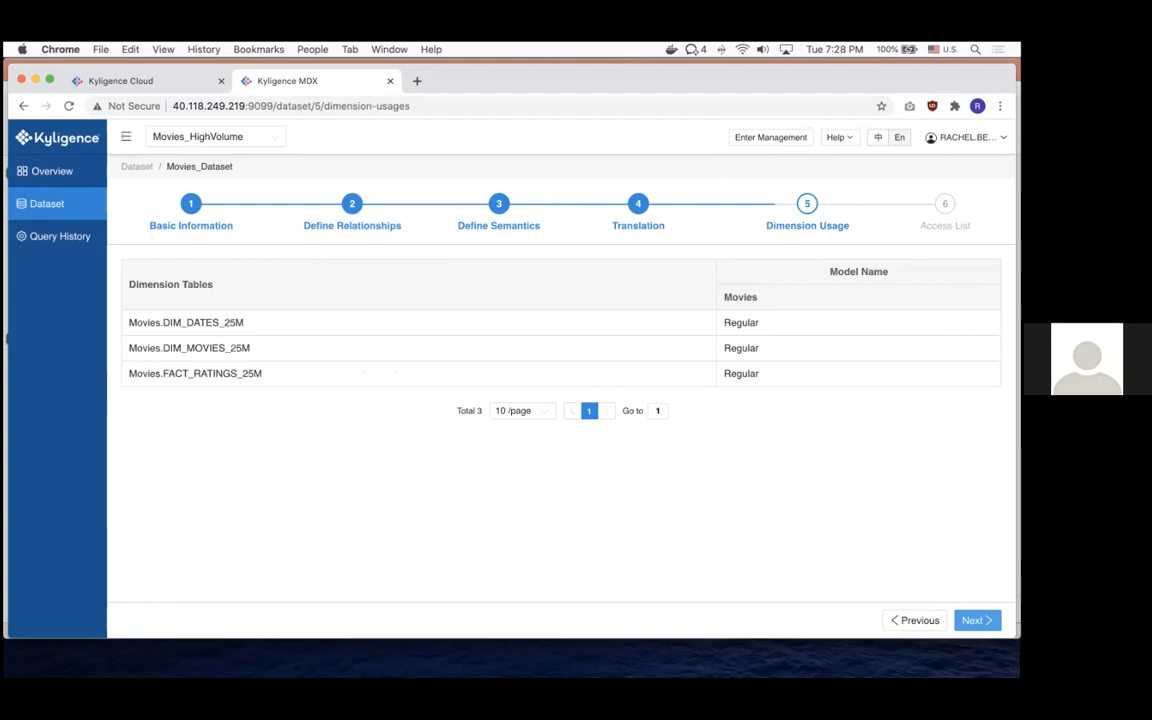 Chrome File Edit View History Bookmarks People Tab Window Help 4 Tue 7:28 PM 100% U.S.
Kyligence Cloud Kyligence MDX
Not Secure 40.118.249.219:9099/dataset/5/dimension-usages R
Kyligence Movies_HighVolume Enter Management Help 中 En RACHEL.BE...
Overview
Dataset
Query History
Dataset / Movies_Dataset
1 2 3 4 5 6
Basic Information Define Relationships Define Semantics Translation Dimension Usage Access List
Dimension Tables Model Name
Movies
Movies.DIM_DATES_25M Regular
Movies.DIM_MOVIES_25M Regular
Movies.FACT_RATINGS_25M Regular
Total 3 10 /page 1 Go to 1
Previous Next